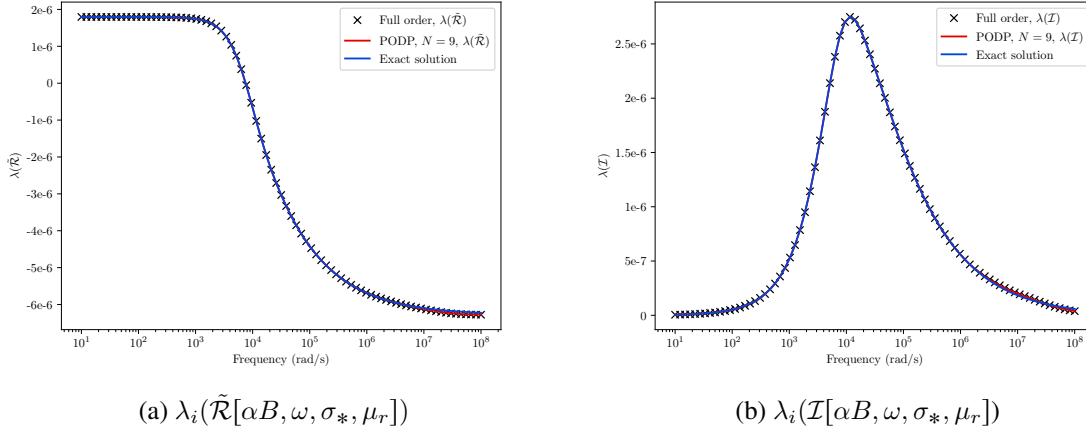 2e-6
1e-6
0
-1e-6
-2e-6
-3e-6
-4e-6
-5e-6
-6e-6
λ(R̃)
10¹ 10² 10³ 10⁴ 10⁵ 10⁶ 10⁷ 10⁸
Frequency (rad/s)
Full order, λ(R̃)
PODP, N = 9, λ(R̃)
Exact solution
(a) λᵢ(R̃[αB, ω, σ∗, μᵣ])
2.5e-6
2e-6
1.5e-6
1e-6
5e-7
0
λ(I)
10¹ 10² 10³ 10⁴ 10⁵ 10⁶ 10⁷ 10⁸
Frequency (rad/s)
Full order, λ(I)
PODP, N = 9, λ(I)
Exact solution
(b) λᵢ(I[αB, ω, σ∗, μᵣ])